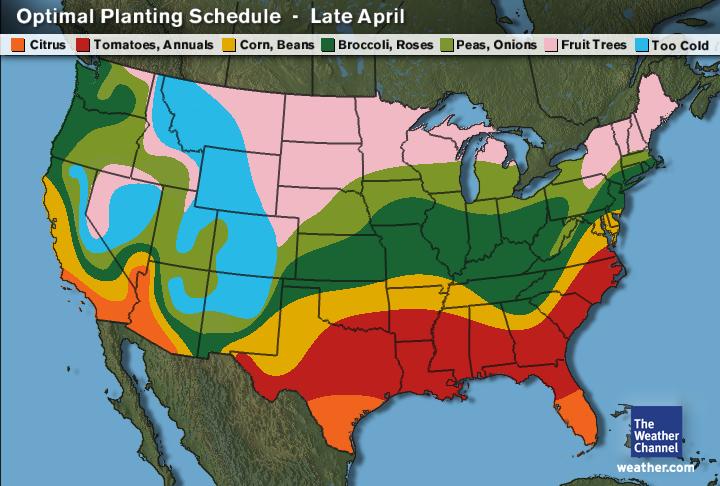 Optimal Planting Schedule - Late April
Citrus Tomatoes, Annuals Corn, Beans Broccoli, Roses Peas, Onions Fruit Trees Too Cold
The
Weather
Channel
weather.com